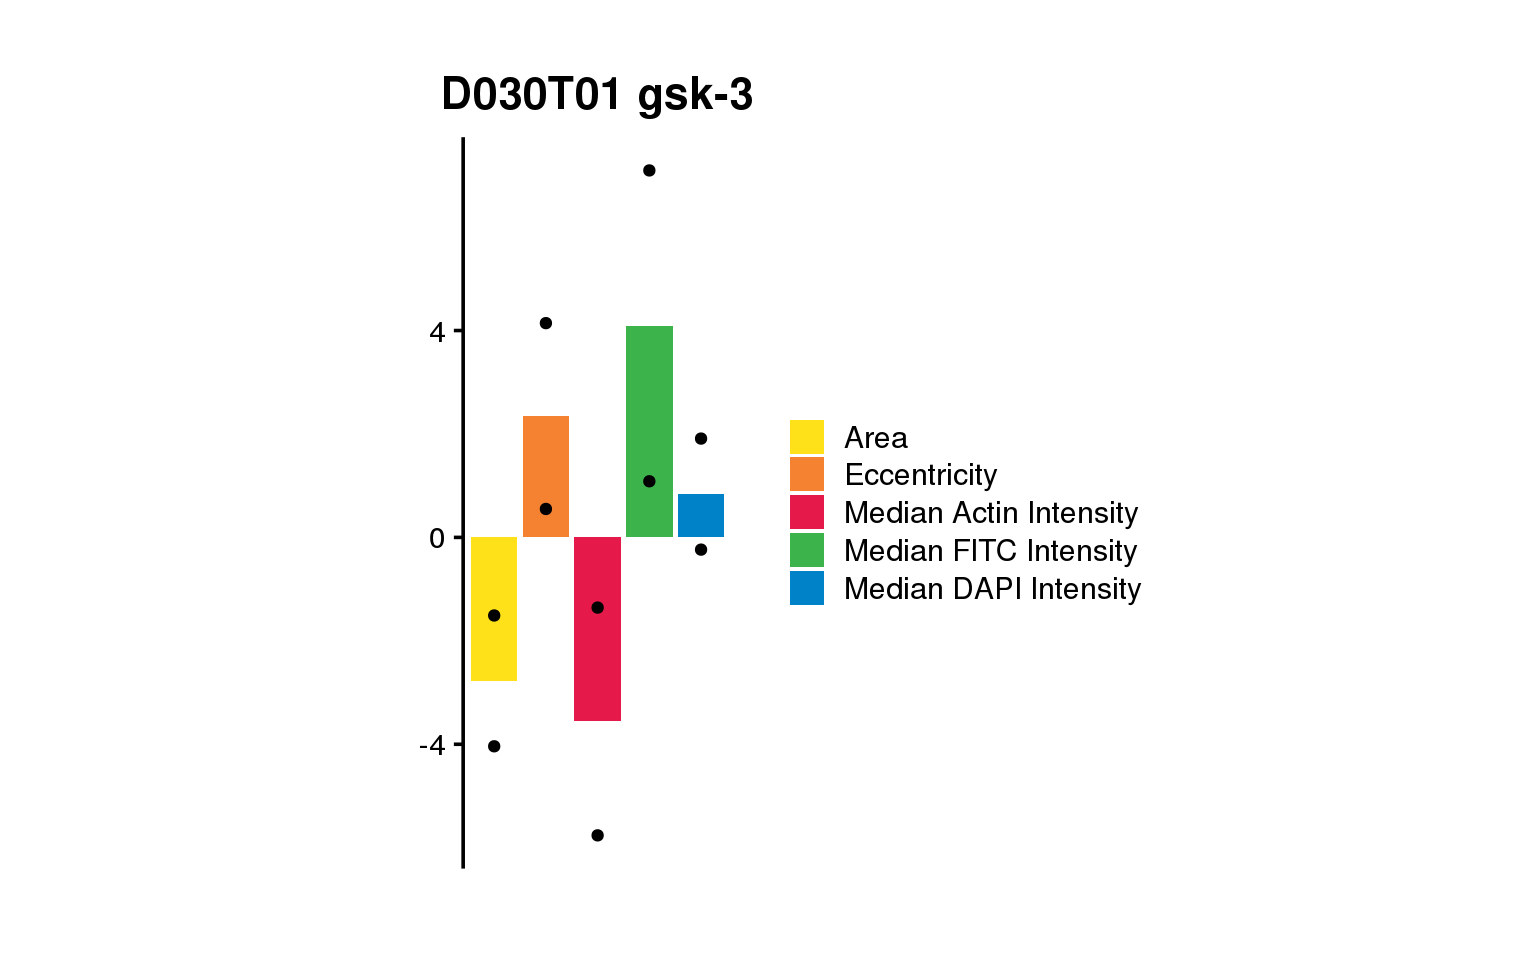 D030T01 gsk-3
4
0
-4
Area
Eccentricity
Median Actin Intensity
Median FITC Intensity
Median DAPI Intensity